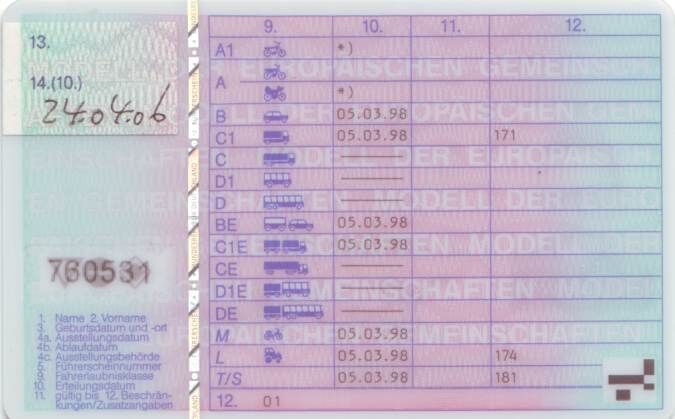 13.
14.(10.)
24.04.06
760531
1. Name 2. Vorname
3. Geburtsdatum und -ort
4a. Ausstellungsdatum
4b. Ablaufdatum
4c. Ausstellungsbehörde
5. Führerscheinnummer
9. Fahrerlaubnisklasse
10. Erteilungsdatum
11. gültig bis, 12. Beschrän-
kungen/Zusatzangaben
9. 10. 11. 12.
A1 *)
A
*)
B 05.03.98
C1 05.03.98 171
C
D1
D
BE 05.03.98
C1E 05.03.98
CE
D1E
DE
M 05.03.98
L 05.03.98 174
T/S 05.03.98 181
12. 01
MODELL DER EUROPÄISCHEN GEMEINSCHAFTEN